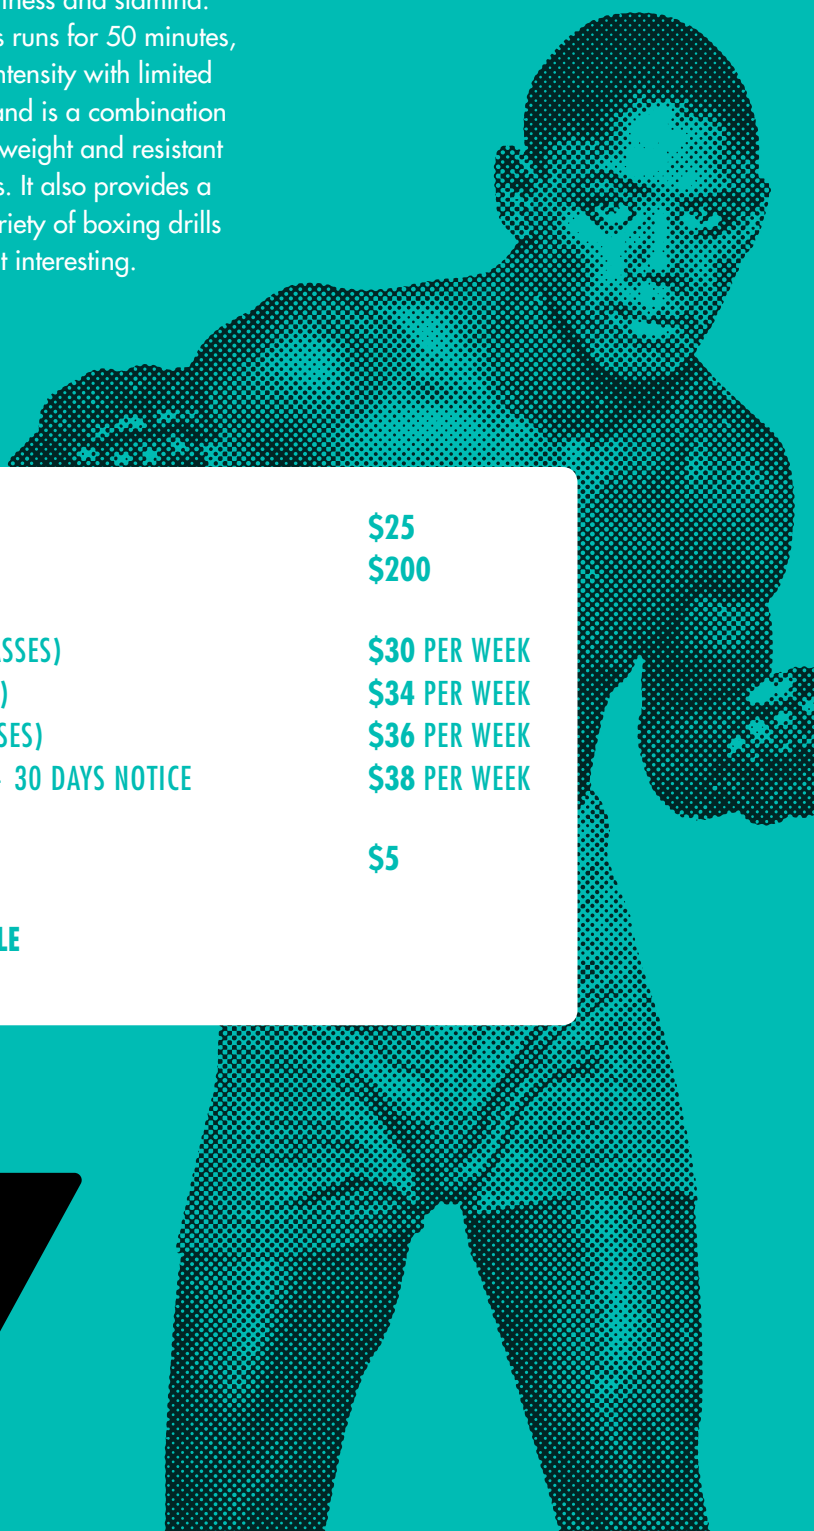 ness and stamina.
s runs for 50 minutes,
ntensity with limited
and is a combination
weight and resistant
s. It also provides a
riety of boxing drills
t interesting.
$25
$200
SSES) $30 PER WEEK
) $34 PER WEEK
SES) $36 PER WEEK
30 DAYS NOTICE $38 PER WEEK
$5
LE